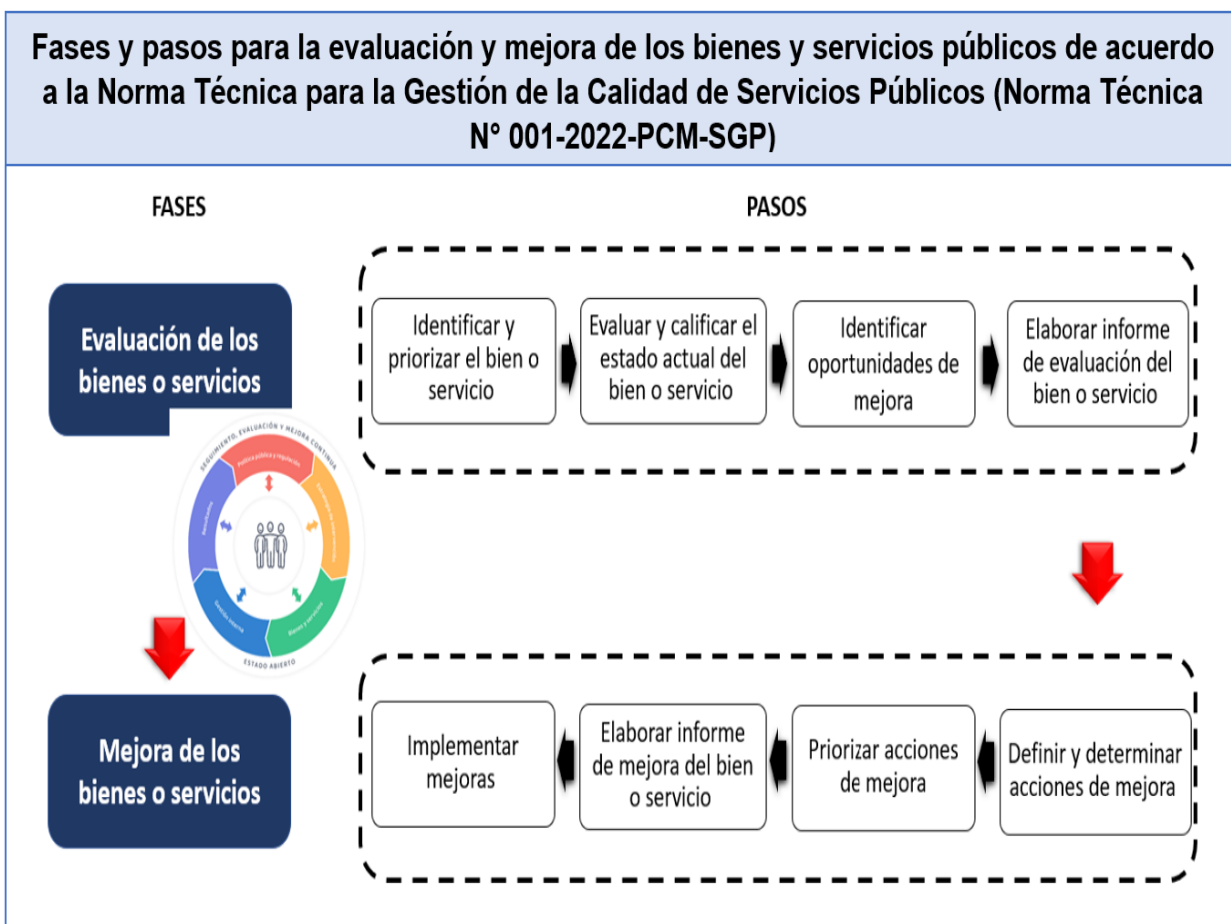 Fases y pasos para la evaluación y mejora de los bienes y servicios públicos de acuerdo
a la Norma Técnica para la Gestión de la Calidad de Servicios Públicos (Norma Técnica
N° 001-2022-PCM-SGP)
FASES
PASOS
Evaluación de los
bienes o servicios
Identificar y
priorizar el bien o
servicio
Evaluar y calificar el
estado actual del
bien o servicio
Identificar
oportunidades de
mejora
Elaborar informe
de evaluación del
bien o servicio
SEGUIMIENTO, EVALUACIÓN Y MEJORA CONTINUA
Política pública y regulación
Bienes y servicios
Gestión interna
ESTADO ABIERTO
Mejora de los
bienes o servicios
Implementar
mejoras
Elaborar informe
de mejora del bien
o servicio
Priorizar acciones
de mejora
Definir y determinar
acciones de mejora